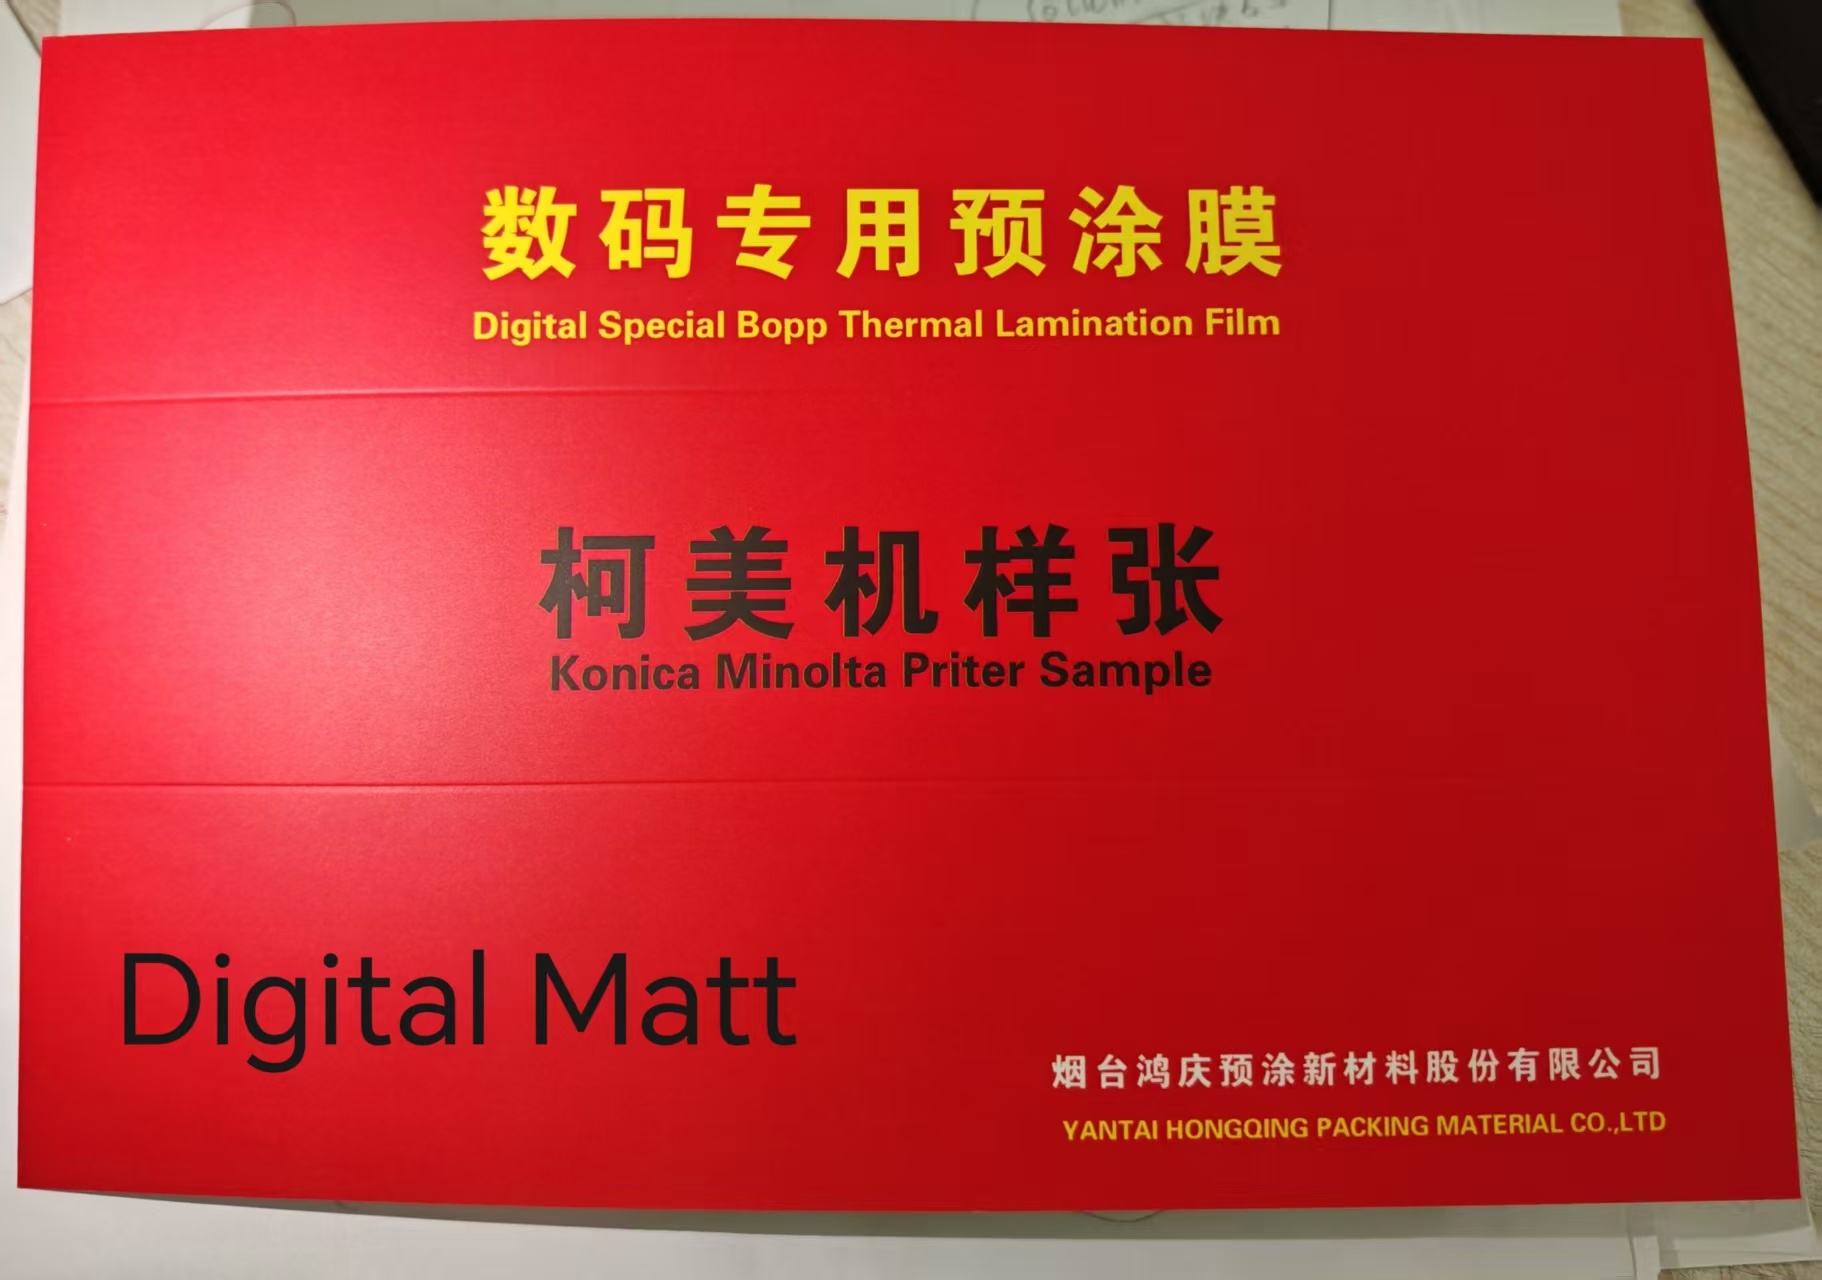 数码专用预涂膜
Digital Special Bopp Thermal Lamination Film
柯美机样张
Konica Minolta Priter Sample
Digital Matt
烟台鸿庆预涂新材料股份有限公司
YANTAI HONGQING PACKING MATERIAL CO.,LTD